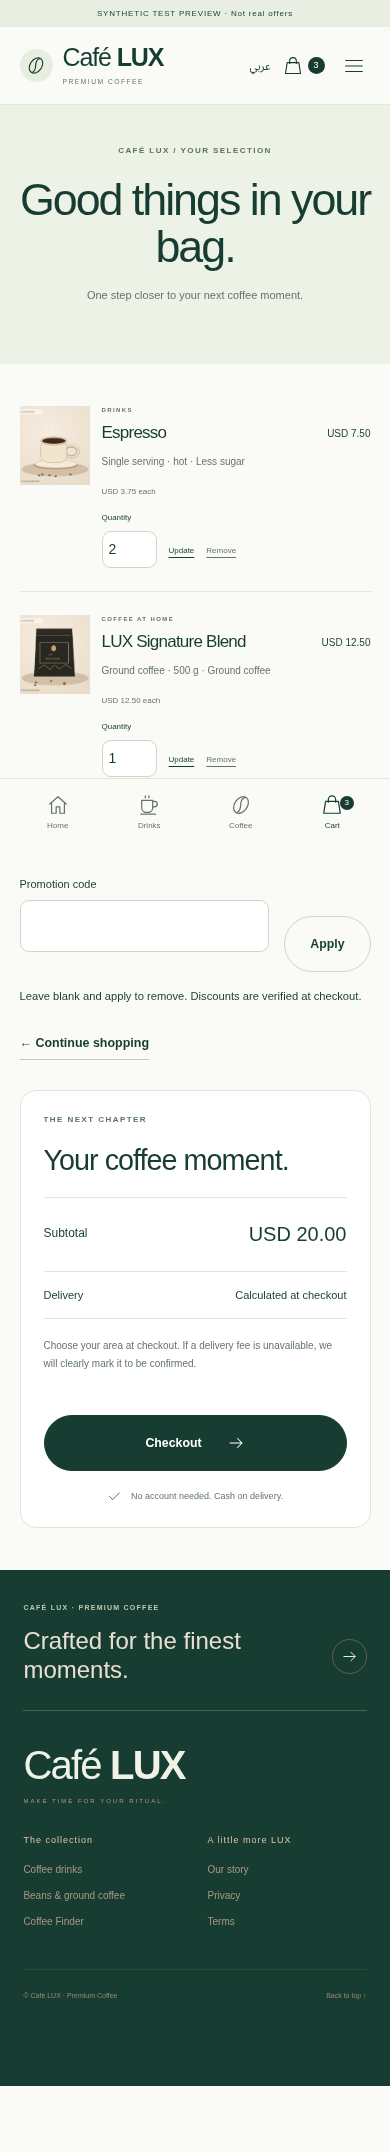 SYNTHETIC TEST PREVIEW · Not real offers
Café LUX
PREMIUM COFFEE
عربي
3
CAFÉ LUX / YOUR SELECTION
Good things in your
bag.
One step closer to your next coffee moment.
DRINKS
Espresso
USD 7.50
Single serving · hot · Less sugar
USD 3.75 each
Quantity
2
Update
Remove
COFFEE AT HOME
LUX Signature Blend
USD 12.50
Ground coffee · 500 g · Ground coffee
USD 12.50 each
Quantity
1
Update
Remove
Home
Drinks
Coffee
3
Cart
Promotion code
Apply
Leave blank and apply to remove. Discounts are verified at checkout.
← Continue shopping
THE NEXT CHAPTER
Your coffee moment.
Subtotal
USD 20.00
Delivery
Calculated at checkout
Choose your area at checkout. If a delivery fee is unavailable, we
will clearly mark it to be confirmed.
Checkout
No account needed. Cash on delivery.
CAFÉ LUX · PREMIUM COFFEE
Crafted for the finest
moments.
Café LUX
MAKE TIME FOR YOUR RITUAL.
The collection
A little more LUX
Coffee drinks
Our story
Beans & ground coffee
Privacy
Coffee Finder
Terms
© Café LUX · Premium Coffee
Back to top ↑